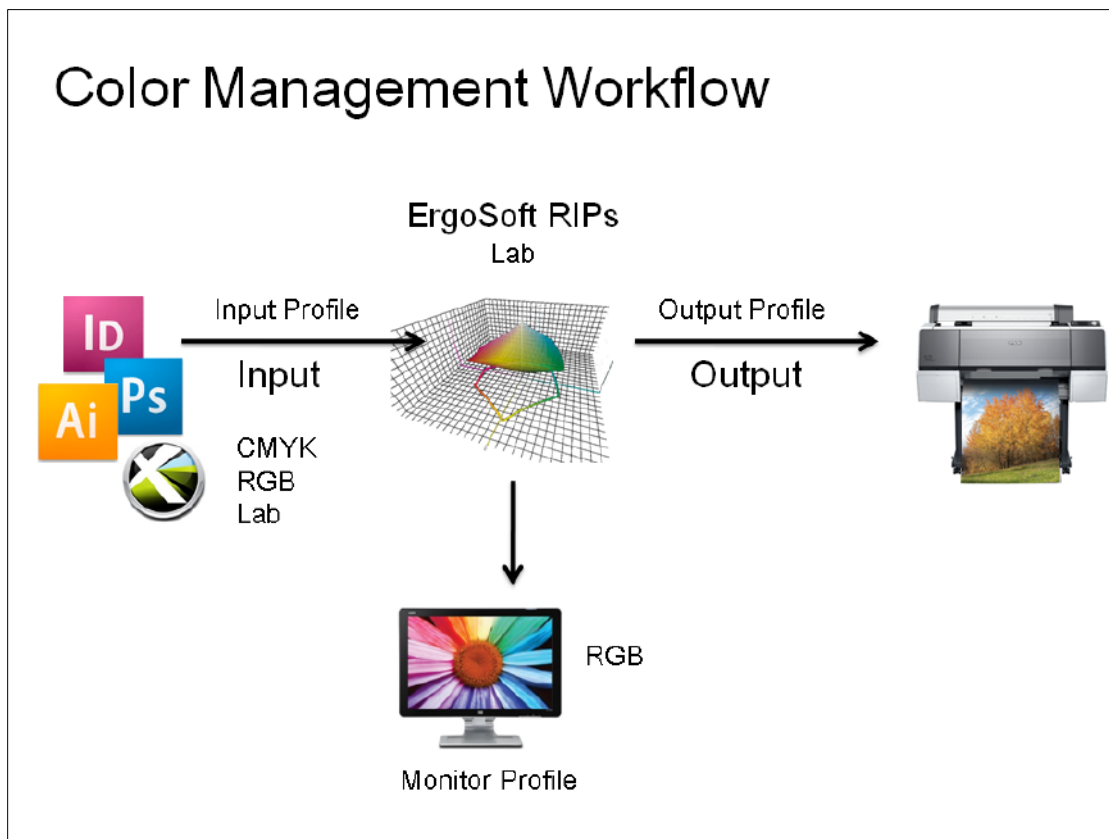 Color Management Workflow
ErgoSoft RIPs
Lab
Input Profile
Output Profile
ID
Ps
Ai
Input
Output
CMYK
RGB
Lab
RGB
Monitor Profile